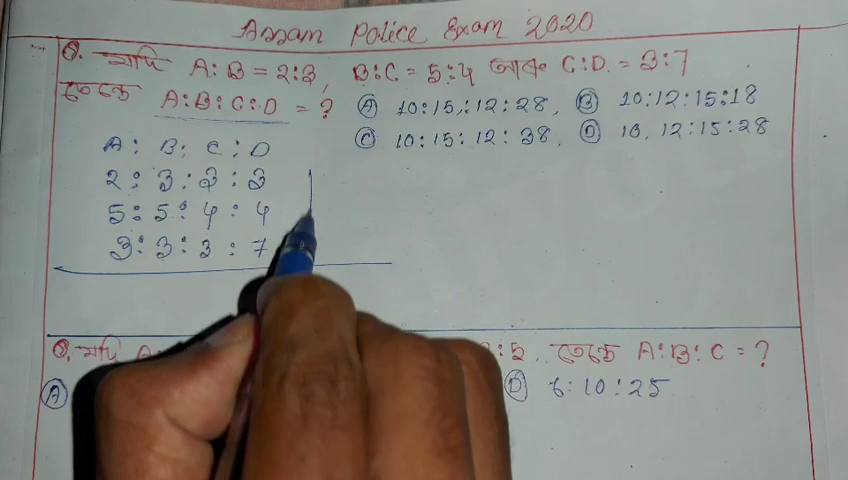 Assam Police Exam 2020
Q. যদি A:B = 2:3, B:C = 5:4 আৰু C:D. = 3:7
তেন্তে A:B:C:D = ? Ⓐ 10:15,:12:28, Ⓑ 10:12:15:18
Ⓒ 10:15:12:38, Ⓓ 10.12:15:28
A: B: C:D
2:3:3:3
5:5:4:4
3:3:3:7
Q. যদি A: :5, তেন্তে A:B:C = ?
Ⓐ Ⓓ 6:10:25